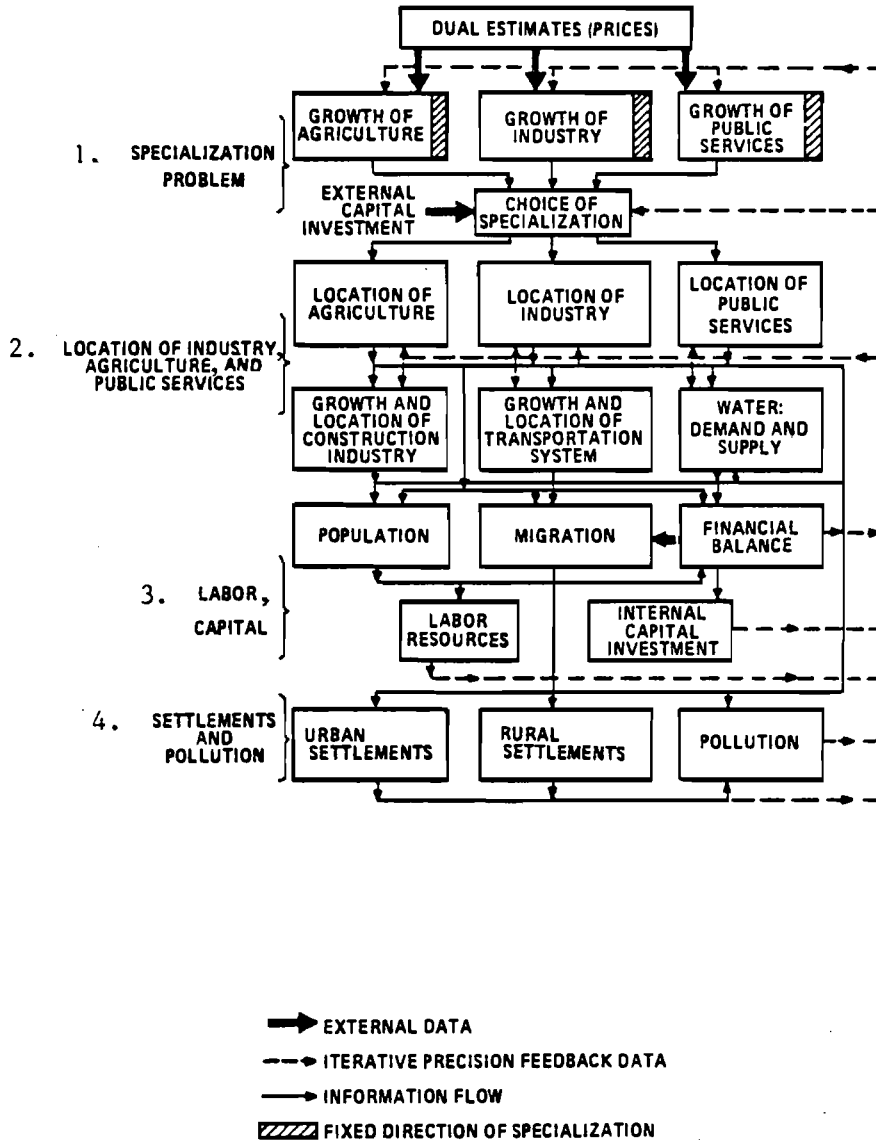 DUAL ESTIMATES (PRICES)
GROWTH OF
AGRICULTURE
GROWTH OF
INDUSTRY
GROWTH OF
PUBLIC
SERVICES
1. SPECIALIZATION
PROBLEM
EXTERNAL
CAPITAL
INVESTMENT
CHOICE OF
SPECIALIZATION
LOCATION OF
AGRICULTURE
LOCATION OF
INDUSTRY
LOCATION OF
PUBLIC
SERVICES
2. LOCATION OF INDUSTRY,
AGRICULTURE, AND
PUBLIC SERVICES
GROWTH AND
LOCATION OF
CONSTRUCTION
INDUSTRY
GROWTH AND
LOCATION OF
TRANSPORTATION
SYSTEM
WATER:
DEMAND AND
SUPPLY
POPULATION
MIGRATION
FINANCIAL
BALANCE
3. LABOR,
CAPITAL
LABOR
RESOURCES
INTERNAL
CAPITAL
INVESTMENT
4. SETTLEMENTS
AND
POLLUTION
URBAN
SETTLEMENTS
RURAL
SETTLEMENTS
POLLUTION
EXTERNAL DATA
ITERATIVE PRECISION FEEDBACK DATA
INFORMATION FLOW
FIXED DIRECTION OF SPECIALIZATION